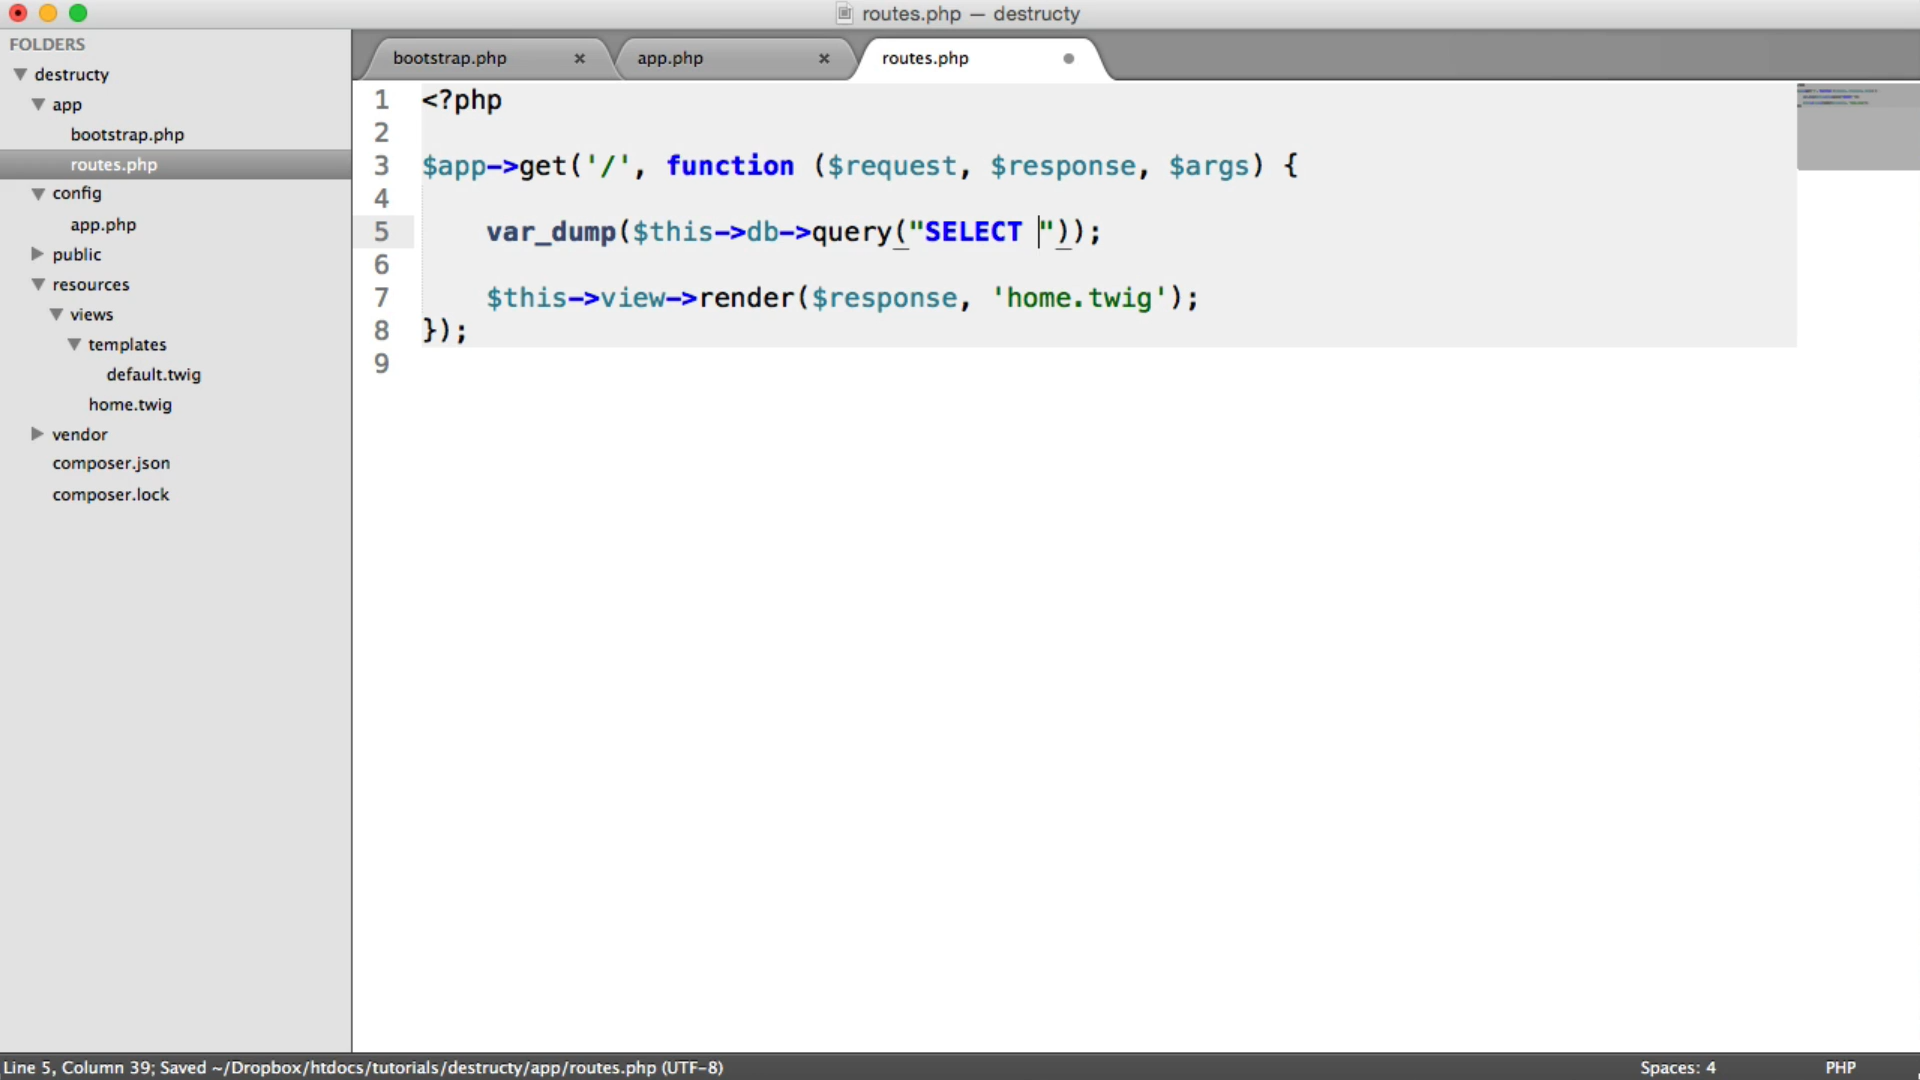 routes.php — destructy
FOLDERS
destructy
app
bootstrap.php
routes.php
config
app.php
public
resources
views
templates
default.twig
home.twig
vendor
composer.json
composer.lock
bootstrap.php × app.php × routes.php
1 <?php
2
3 $app->get('/', function ($request, $response, $args) {
4
5 var_dump($this->db->query("SELECT "));
6
7 $this->view->render($response, 'home.twig');
8 });
9
Line 5, Column 39; Saved ~/Dropbox/htdocs/tutorials/destructy/app/routes.php (UTF-8) Spaces: 4 PHP